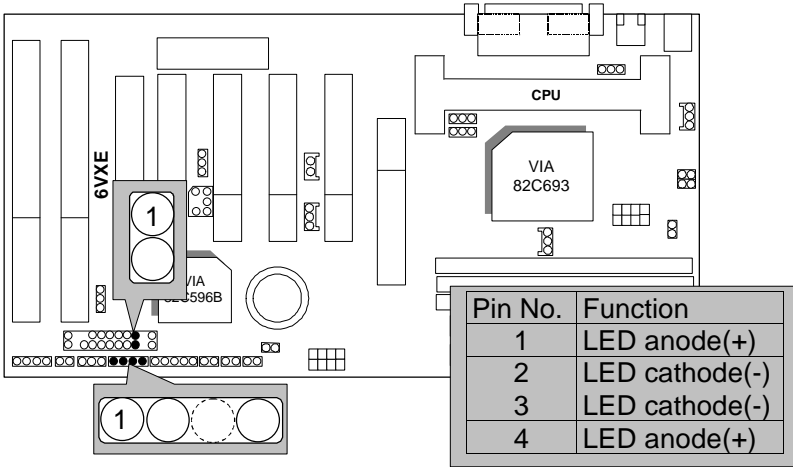 CPU
6VXE
VIA
82C693
1
VIA
82C596B
1
Pin No. Function
1 LED anode(+)
2 LED cathode(-)
3 LED cathode(-)
4 LED anode(+)